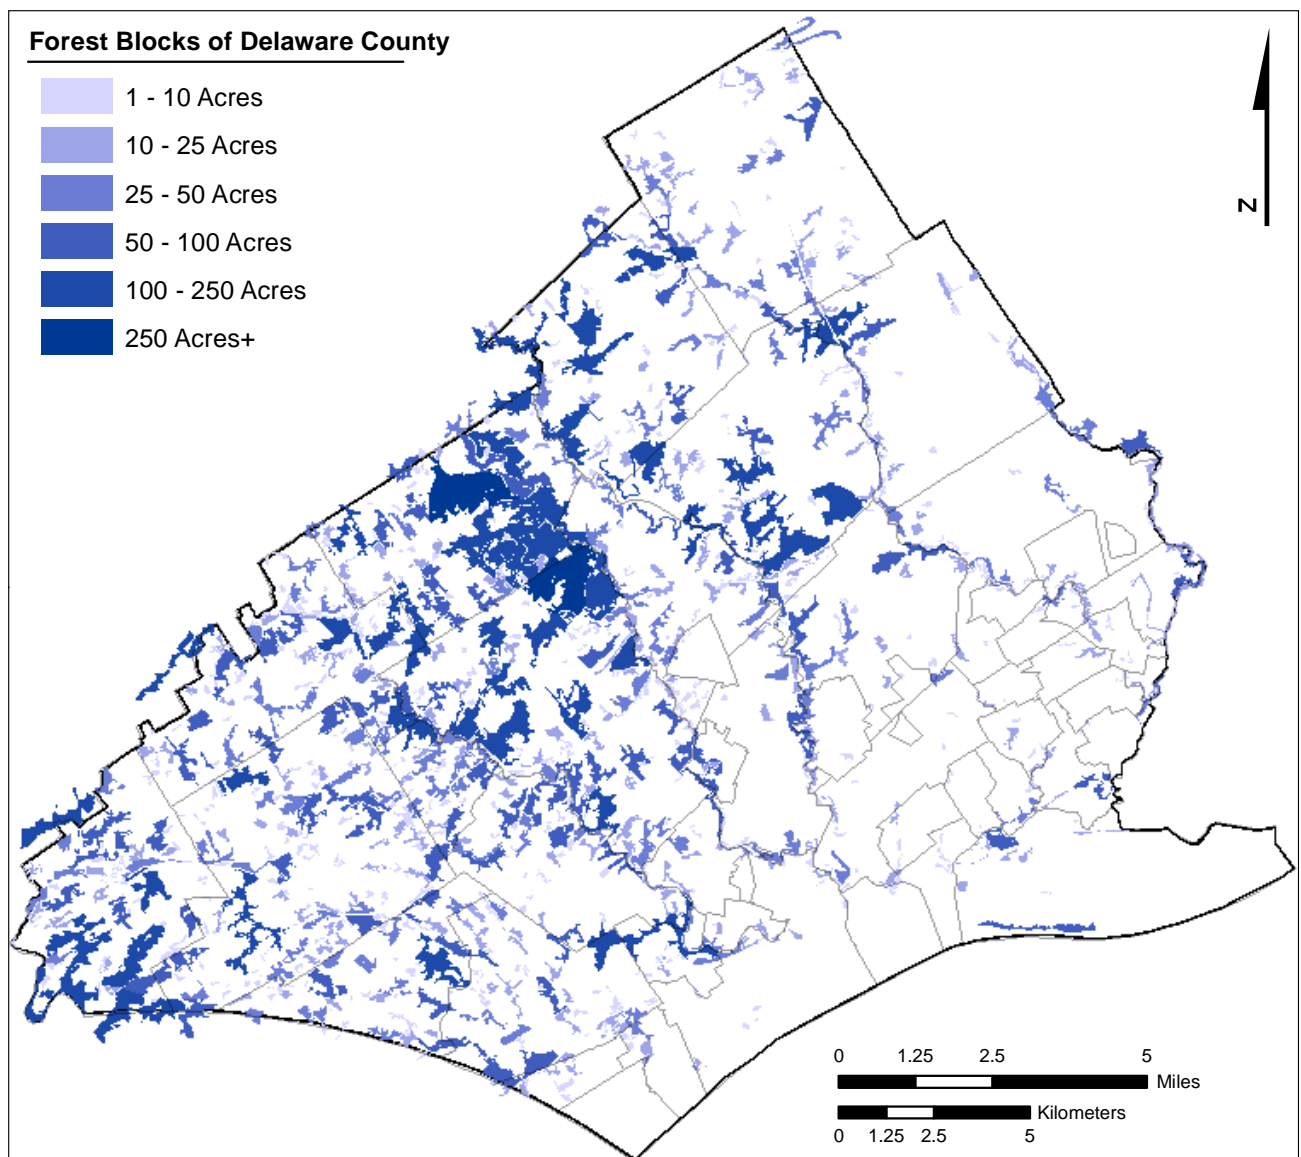 Forest Blocks of Delaware County
1 - 10 Acres
10 - 25 Acres
25 - 50 Acres
50 - 100 Acres
100 - 250 Acres
250 Acres+
N
0 1.25 2.5 5
Miles
Kilometers
0 1.25 2.5 5